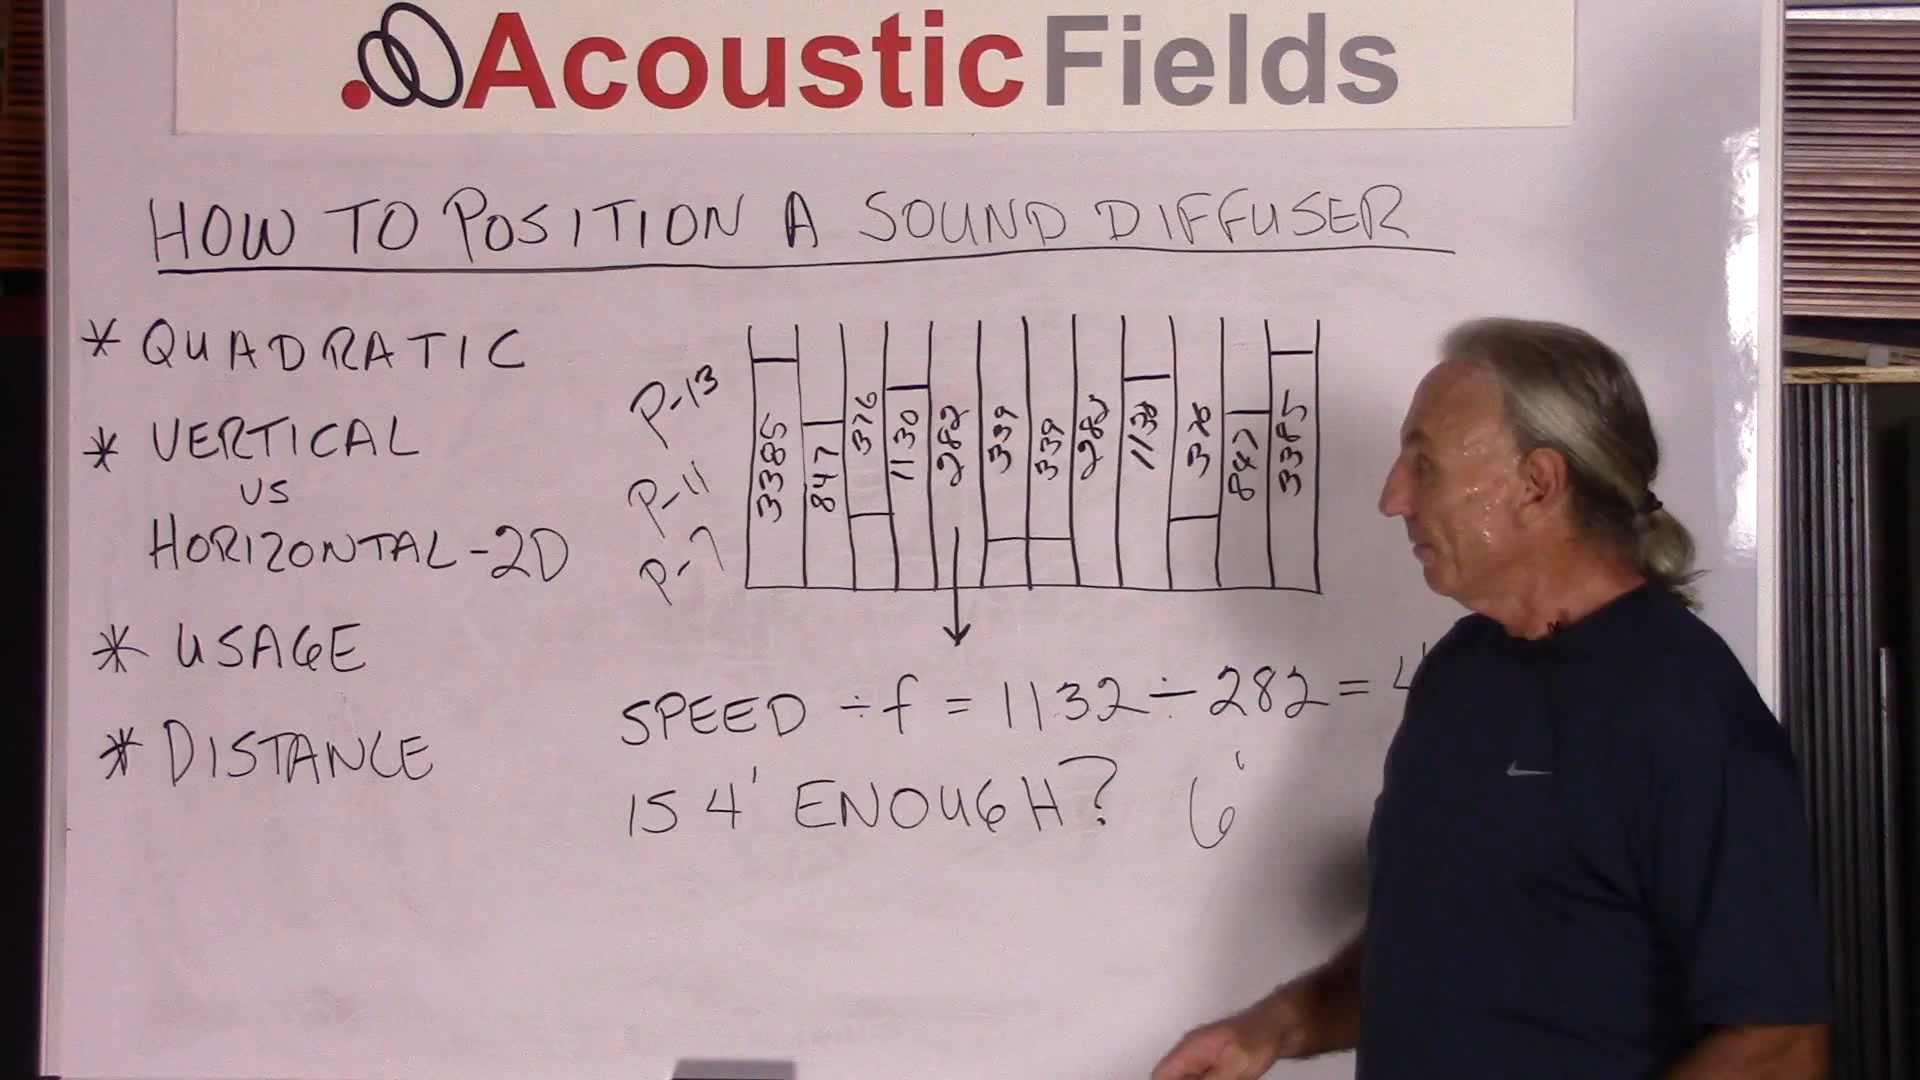 AcousticFields
HOW TO POSITION A SOUND DIFFUSER
* QUADRATIC
* VERTICAL
VS
HORIZONTAL-2D
* USAGE
* DISTANCE
P-13
P-11
P-7
3385 847 376 1130 282 339 339 282 1130 376 847 3385
SPEED ÷ f = 1132 ÷ 282 = 4'
IS 4' ENOUGH? 6'